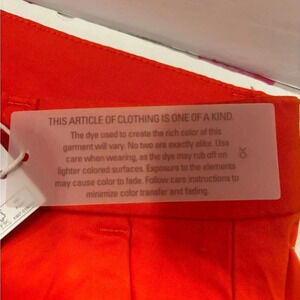 THIS ARTICLE OF CLOTHING IS ONE OF A KIND.
The dye used to create the rich color of this
garment will vary. No two are exactly alike. Use
care when wearing, as the dye may rub off on
lighter colored surfaces. Exposure to the elements
may cause color to fade. Follow care instructions to
minimize color transfer and fading.